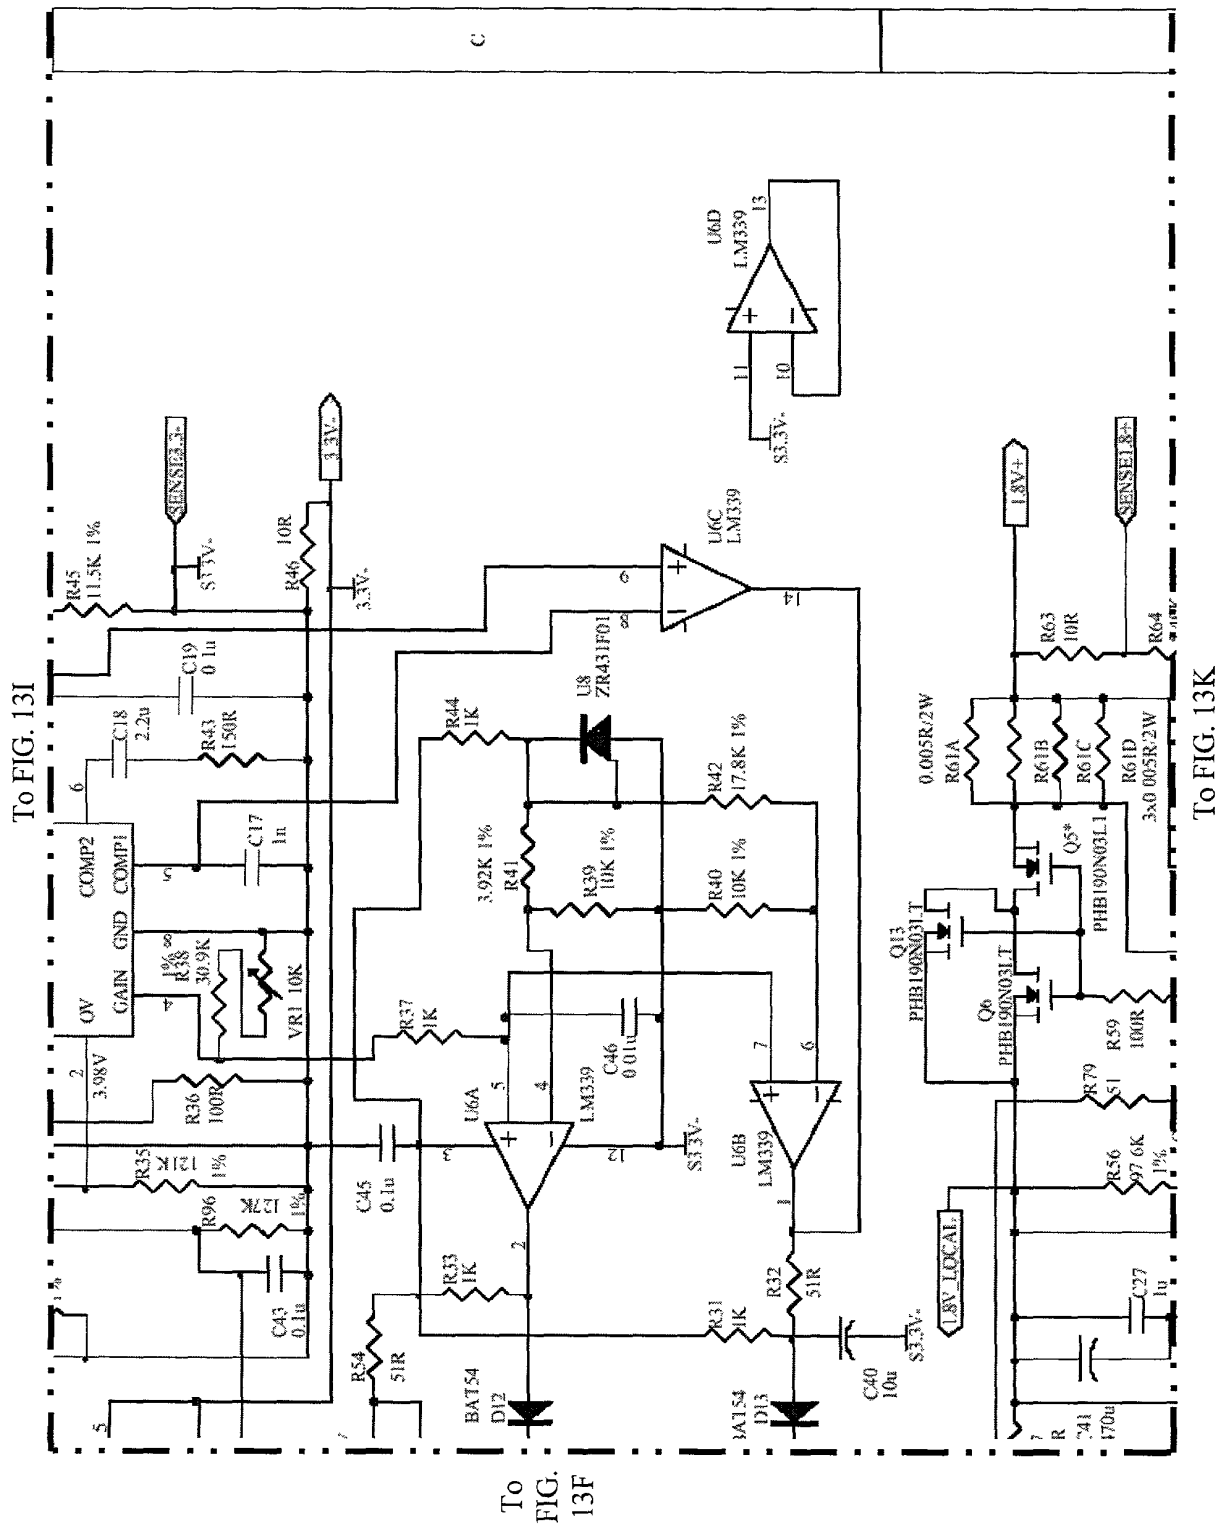 C
To FIG. 13I
R45
11.5K 1%
SENSE3.3-
S3.3V-
10R
R46
3.3V-
3.3V-
C19
0.1u
C18
2.2u
R43
150R
6
COMP2
COMP1
GND
GAIN
OV
5
8
4
2
3.98V
C17
1n
1%
R38
30.9K
VR1 10K
R36
100R
R35
121K
1%
R96
127K
1%
C43
0.1u
1%
5
U6D
LM339
13
11
10
S3.3V-
U6C
LM339
9
8
14
U8
ZR431F01
R44
1K
R42
17.8K 1%
3.92K 1%
R41
R39
10K 1%
R40
10K 1%
R37
1K
C46
0.01u
U6A
LM339
5
4
3
12
2
S3.3V-
C45
0.1u
U6B
LM339
7
6
1
R33
1K
R54
51R
R32
51R
R31
1K
BAT54
D12
D13
C40
10u
S3.3V-
1.8V+
SENSE1.8+
R63
10R
R64
0.005R/2W
R61A
R61B
R61C
R61D
3x0.005R/2W
Q5*
PHB190N03LT
Q13
PHB190N03LT
Q6
PHB190N03LT
R59
100R
R79
51
R56
97.6K
1%
1.8V_LOCAL
C27
1u
C41
470u
R
7
To FIG. 13K
To
FIG.
13F